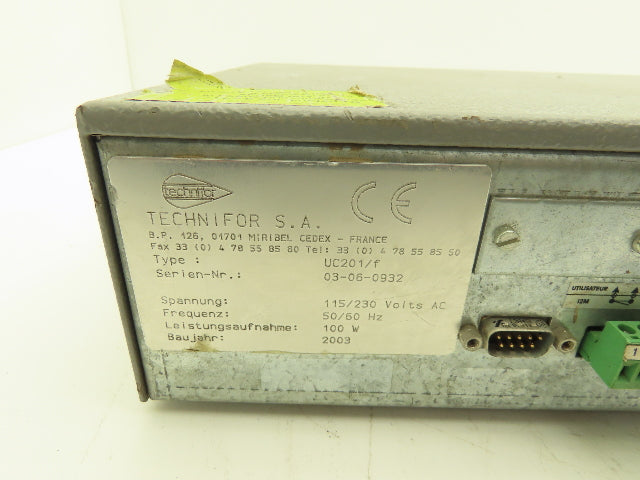 technifor
TECHNIFOR S.A.
CE
B.P. 126, 01701 MIRIBEL CEDEX - FRANCE
Fax 33 (0) 4 78 55 85 80 Tel: 33 (0) 4 78 55 85 50
Type : UC201/f
Serien-Nr.: 03-06-0932
Spannung: 115/230 Volts AC
Frequenz: 50/60 Hz
Leistungsaufnahme: 100 W
Baujahr: 2003
UTILISATEUR
I2M
1